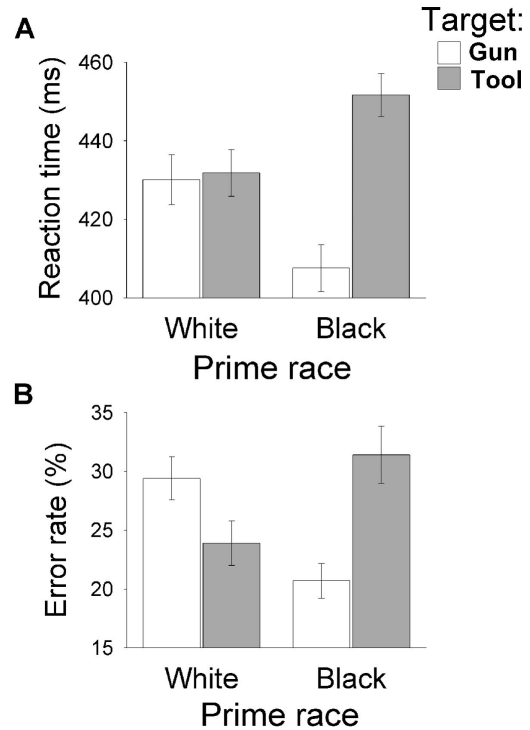 Target:
Gun
Tool
A
Reaction time (ms)
460
440
420
400
White Black
Prime race
B
Error rate (%)
35
30
25
20
15
White Black
Prime race